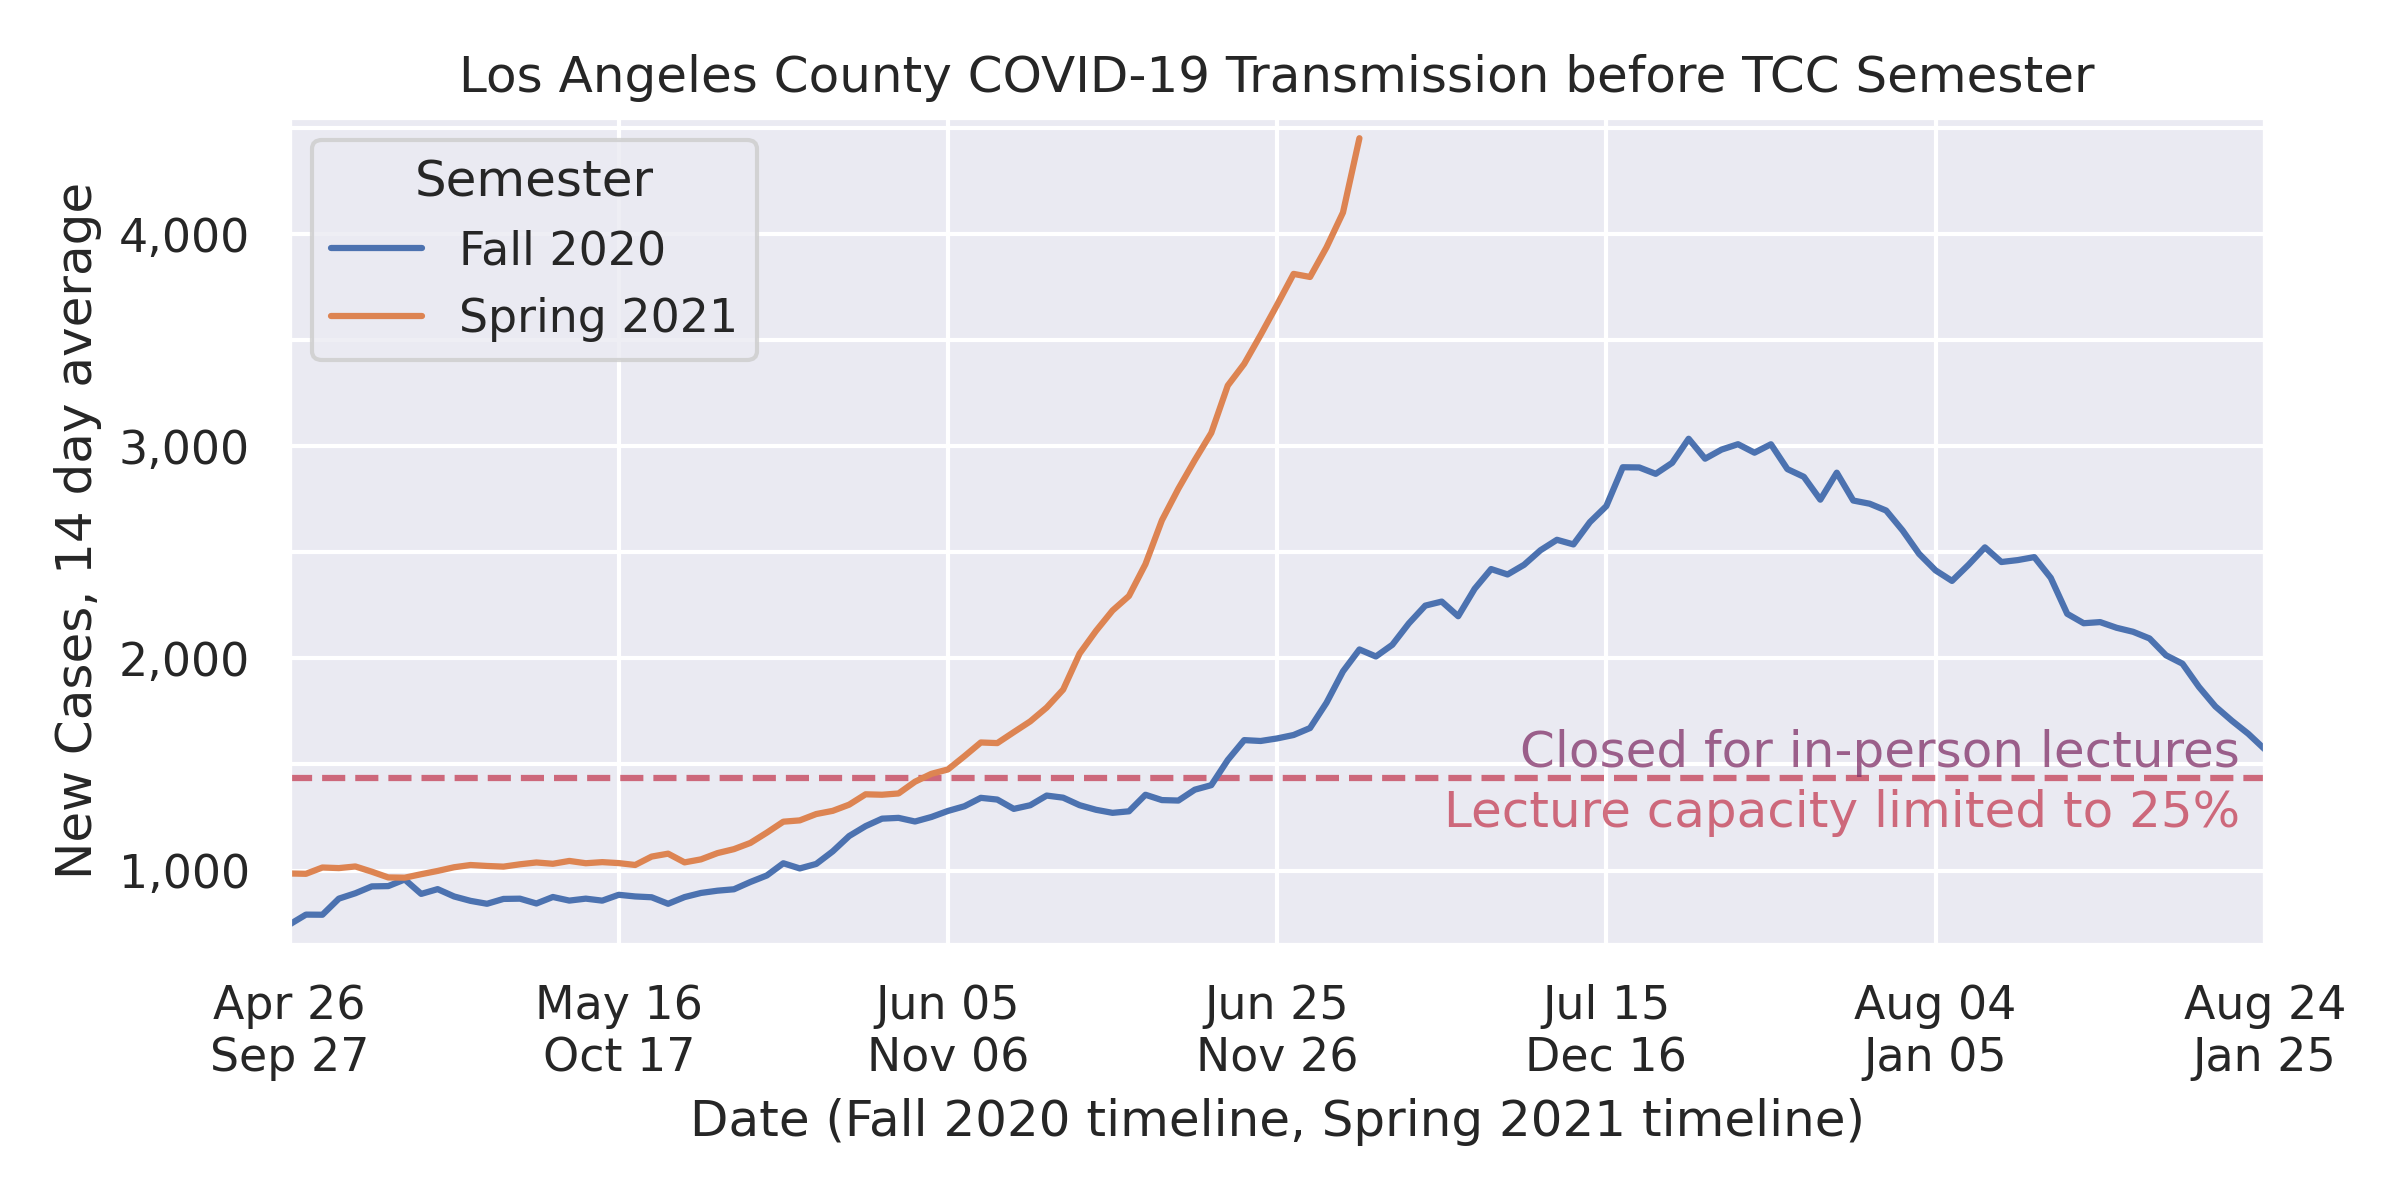 Los Angeles County COVID-19 Transmission before TCC Semester
New Cases, 14 day average
4,000
3,000
2,000
1,000
Semester
Fall 2020
Spring 2021
Closed for in-person lectures
Lecture capacity limited to 25%
Apr 26 May 16 Jun 05 Jun 25 Jul 15 Aug 04 Aug 24
Sep 27 Oct 17 Nov 06 Nov 26 Dec 16 Jan 05 Jan 25
Date (Fall 2020 timeline, Spring 2021 timeline)